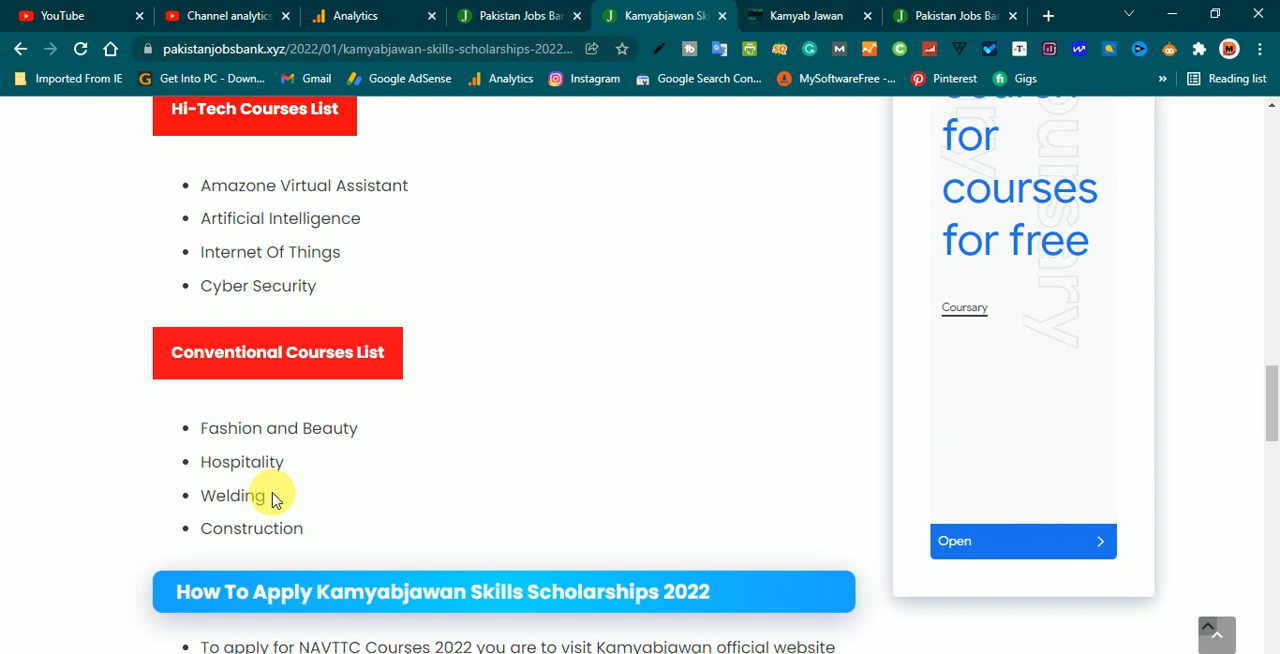 YouTube
Channel analytics
Analytics
Pakistan Jobs Ba
Kamyabjawan Sk
Kamyab Jawan
Pakistan Jobs Ba
pakistanjobsbank.xyz/2022/01/kamyabjawan-skills-scholarships-2022...
Imported From IE
Get Into PC - Down...
Gmail
Google AdSense
Analytics
Instagram
Google Search Con...
MySoftwareFree -...
Pinterest
Gigs
Reading list
Hi-Tech Courses List
Amazone Virtual Assistant
Artificial Intelligence
Internet Of Things
Cyber Security
Conventional Courses List
Fashion and Beauty
Hospitality
Welding
Construction
How To Apply Kamyabjawan Skills Scholarships 2022
To apply for NAVTTC Courses 2022 you are to visit Kamyabjawan official website
for
courses
for free
Coursary
Open